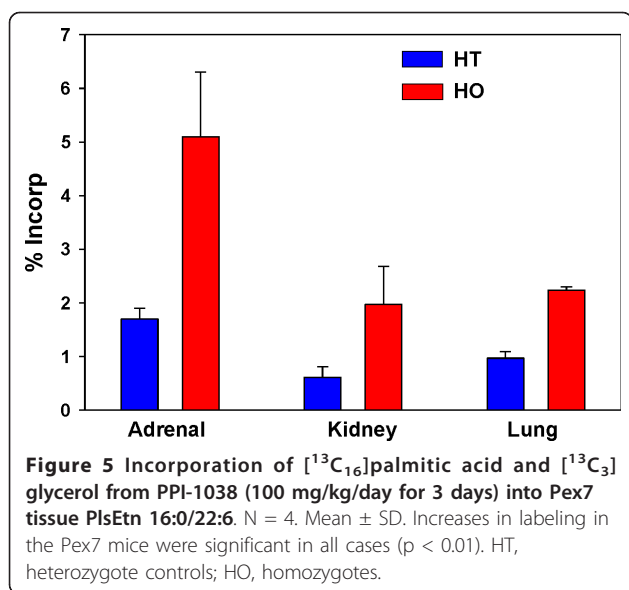 7
6
5
4
3
2
1
0
% Incorp
HT
HO
Adrenal Kidney Lung
Figure 5 Incorporation of [¹³C₁₆]palmitic acid and [¹³C₃]
glycerol from PPI-1038 (100 mg/kg/day for 3 days) into Pex7
tissue PlsEtn 16:0/22:6. N = 4. Mean ± SD. Increases in labeling in
the Pex7 mice were significant in all cases (p < 0.01). HT,
heterozygote controls; HO, homozygotes.